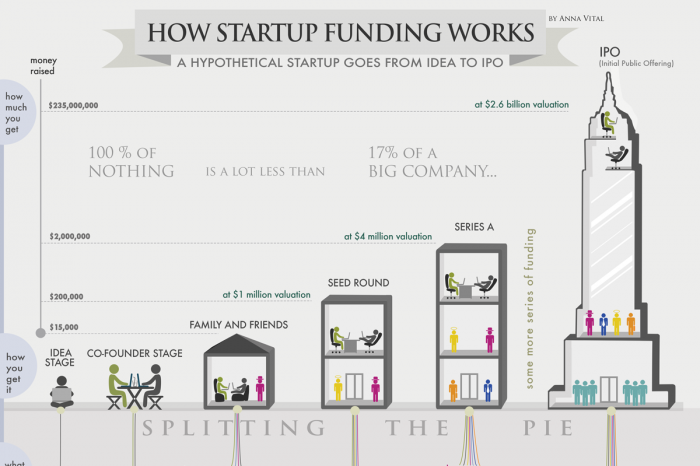 HOW STARTUP FUNDING WORKS
BY ANNA VITAL
A HYPOTHETICAL STARTUP GOES FROM IDEA TO IPO
money
raised
IPO
(Initial Public Offering)
how
much
you
get
$235,000,000
at $2.6 billion valuation
100 % OF
NOTHING
IS A LOT LESS THAN
17% OF A
BIG COMPANY...
SERIES A
$2,000,000
at $4 million valuation
some more series of funding
SEED ROUND
$200,000
at $1 million valuation
$15,000
FAMILY AND FRIENDS
IDEA
STAGE
CO-FOUNDER STAGE
how
you
get
it
SPLITTING THE PIE
what